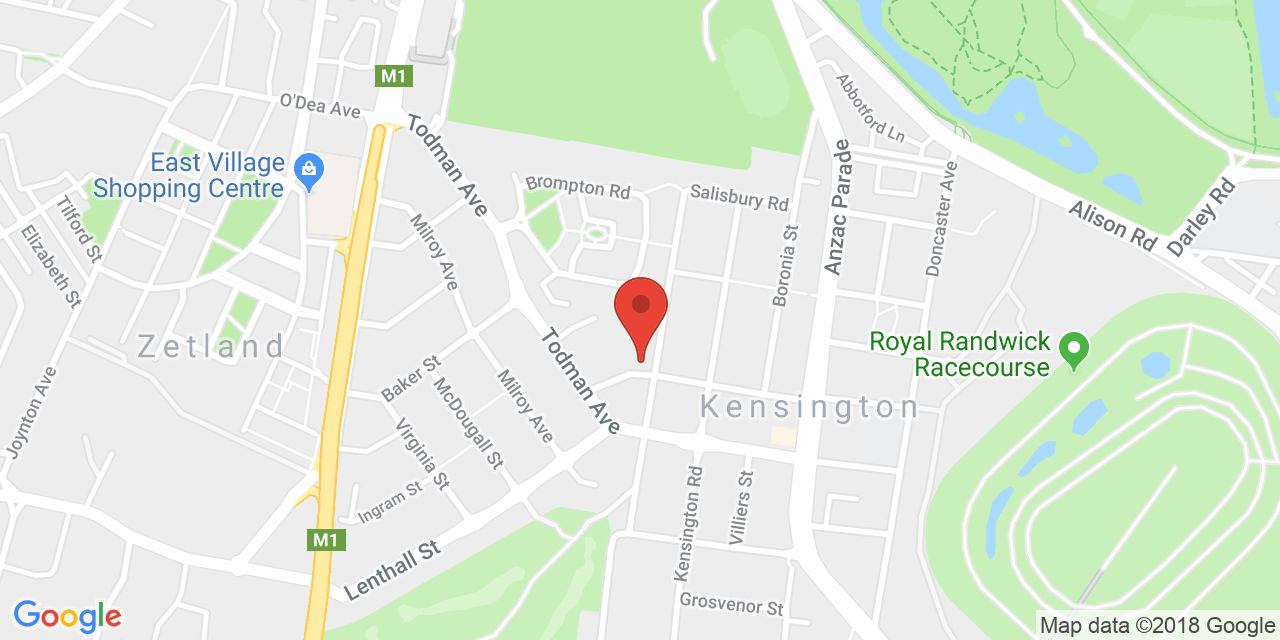 M1
O'Dea Ave
Todman Ave
Abbotford Ln
East Village
Shopping Centre
Brompton Rd
Salisbury Rd
Anzac Parade
Doncaster Ave
Alison Rd
Darley Rd
Tilford St
Elizabeth St
Milroy Ave
Boronia St
Zetland
Todman Ave
Royal Randwick
Racecourse
Baker St
Milroy Ave
McDougall St
Kensington
Joynton Ave
Virginia St
Ingram St
Kensington Rd
Villiers St
M1
Lenthall St
Grosvenor St
Google
Map data ©2018 Google